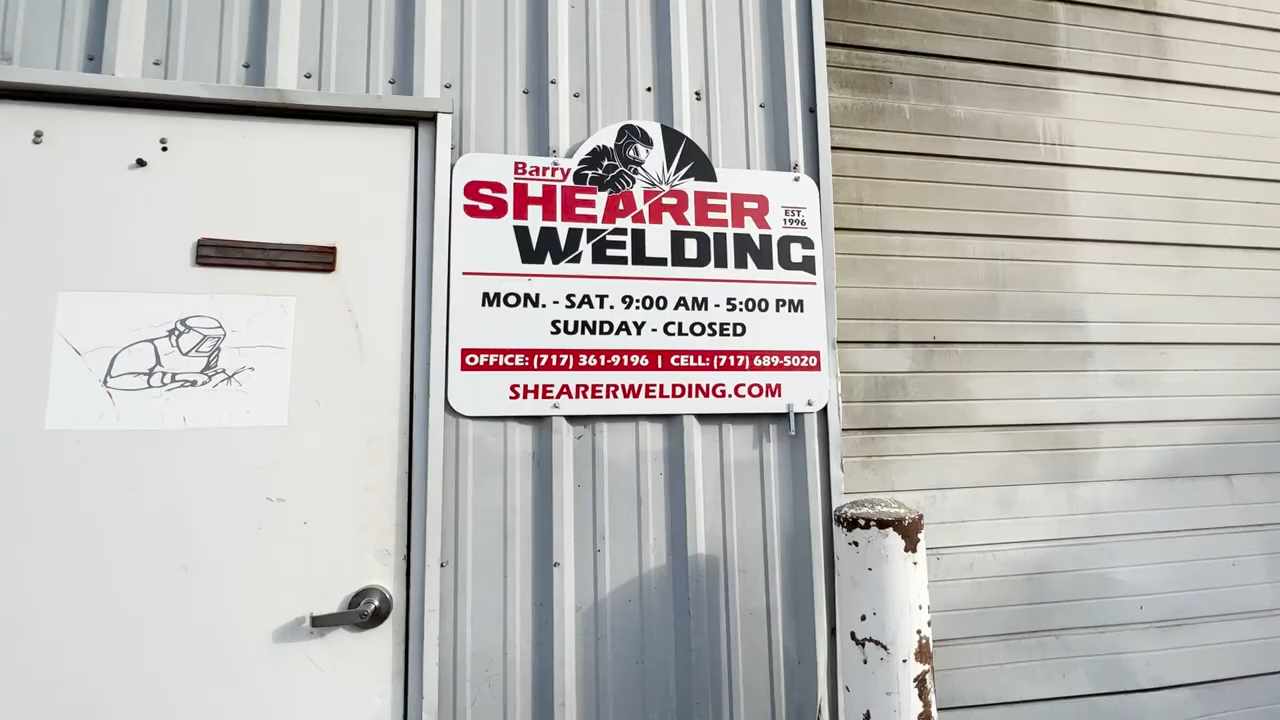 Barry
SHEARER
EST.
1996
WELDING
MON. - SAT. 9:00 AM - 5:00 PM
SUNDAY - CLOSED
OFFICE: (717) 361-9196 | CELL: (717) 689-5020
SHEARERWELDING.COM